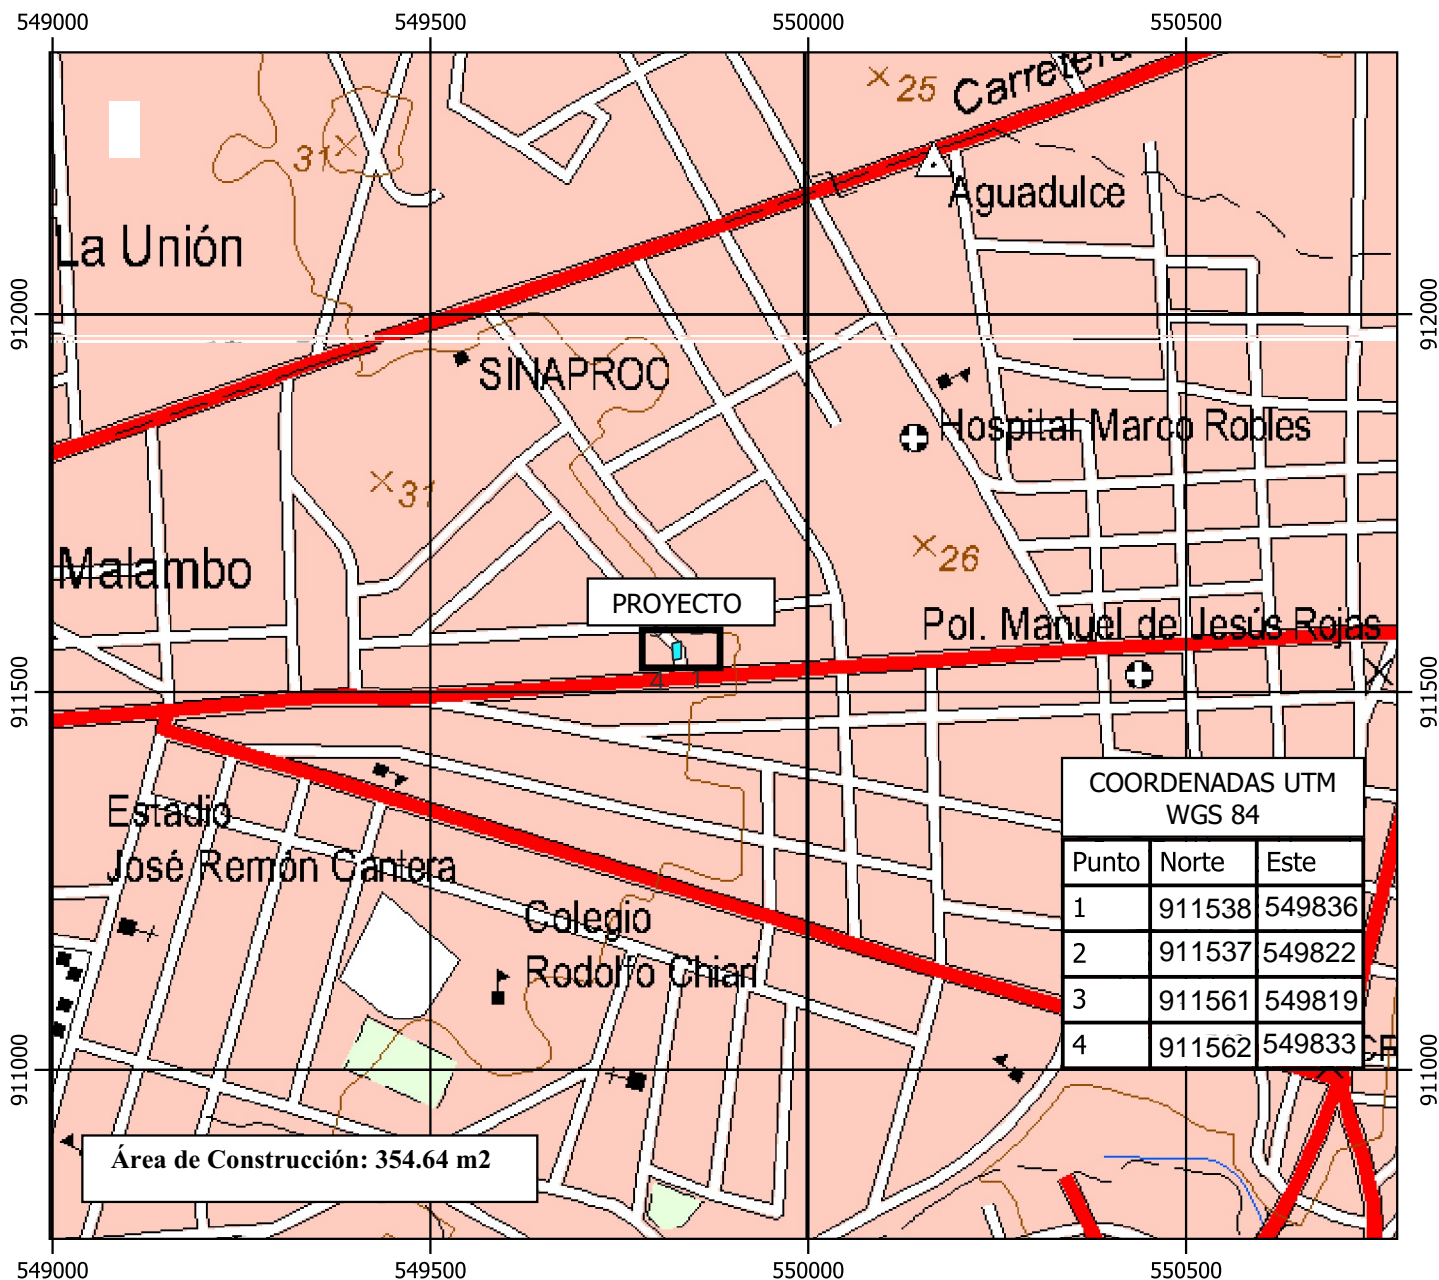 549000 549500 550000 550500
25
Carretera
31
Aguadulce
La Unión
912000 912000
SINAPROC
Hospital Marco Robles
31
26
Malambo
PROYECTO
Pol. Manuel de Jesús Rojas
4 1
911500 911500
COORDENADAS UTM
WGS 84
Punto Norte Este
1 911538 549836
2 911537 549822
3 911561 549819
4 911562 549833
Estadio
José Remón Cantera
Colegio
Rodolfo Chiari
911000 911000
Área de Construcción: 354.64 m2
549000 549500 550000 550500